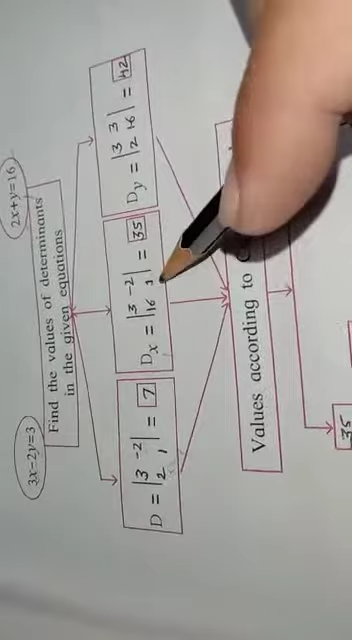 3x-2y=3
2x+y=16
Find the values of determinants
in the given equations
D = |3 -2| = 7
|2 1|
Dx = |3 -2| = 35
|16 1|
Dy = |3 3| = 42
|2 16|
Values according to
35